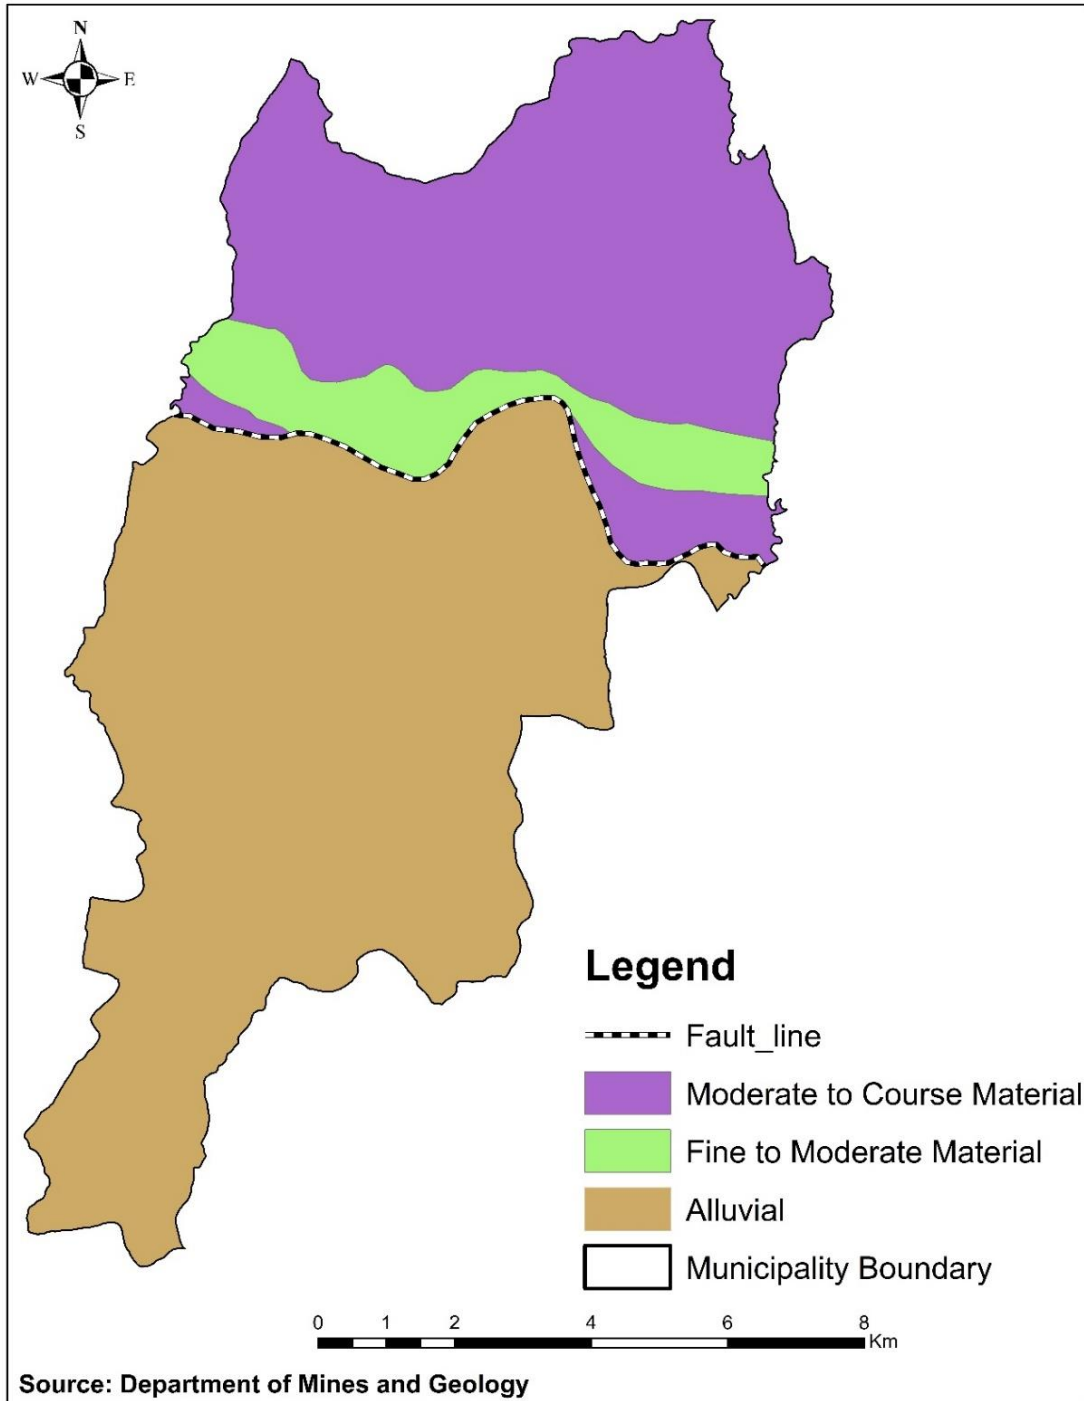 N
W E
S
Legend
Fault_line
Moderate to Course Material
Fine to Moderate Material
Alluvial
Municipality Boundary
0 1 2 4 6 8
Km
Source: Department of Mines and Geology